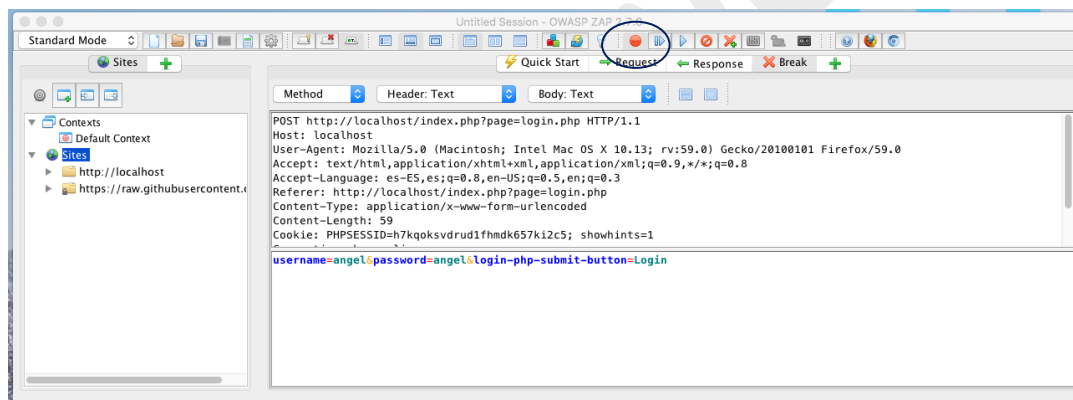 Untitled Session - OWASP ZAP 2.7.0
Standard Mode
Sites
Quick Start Request Response Break
Method Header: Text Body: Text
Contexts
Default Context
Sites
http://localhost
https://raw.githubusercontent.
POST http://localhost/index.php?page=login.php HTTP/1.1
Host: localhost
User-Agent: Mozilla/5.0 (Macintosh; Intel Mac OS X 10.13; rv:59.0) Gecko/20100101 Firefox/59.0
Accept: text/html,application/xhtml+xml,application/xml;q=0.9,*/*;q=0.8
Accept-Language: es-ES,es;q=0.8,en-US;q=0.5,en;q=0.3
Referer: http://localhost/index.php?page=login.php
Content-Type: application/x-www-form-urlencoded
Content-Length: 59
Cookie: PHPSESSID=h7kqoksvdrud1fhmdk657ki2c5; showhints=1
username=angel&password=angel&login-php-submit-button=Login